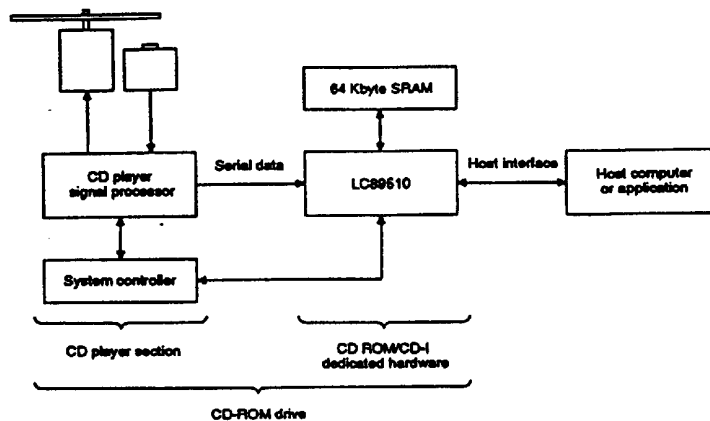 64 Kbyte SRAM
CD player
signal processor
Serial data
LC89510
Host interface
Host computer
or application
System controller
CD player section
CD ROM/CD-I
dedicated hardware
CD-ROM drive